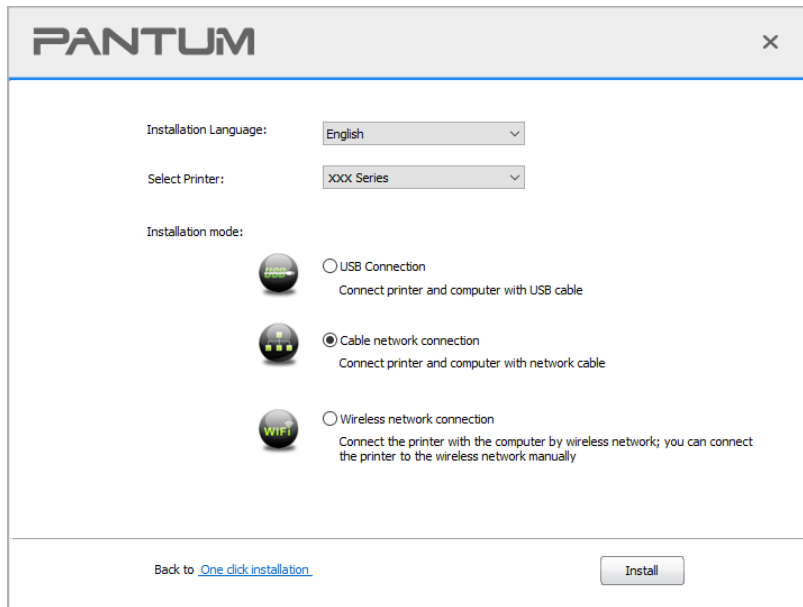 PANTUM
Installation Language:
English
Select Printer:
XXX Series
Installation mode:
USB
USB Connection
Connect printer and computer with USB cable
Cable network connection
Connect printer and computer with network cable
WiFi
Wireless network connection
Connect the printer with the computer by wireless network; you can connect
the printer to the wireless network manually
Back to One click installation
Install